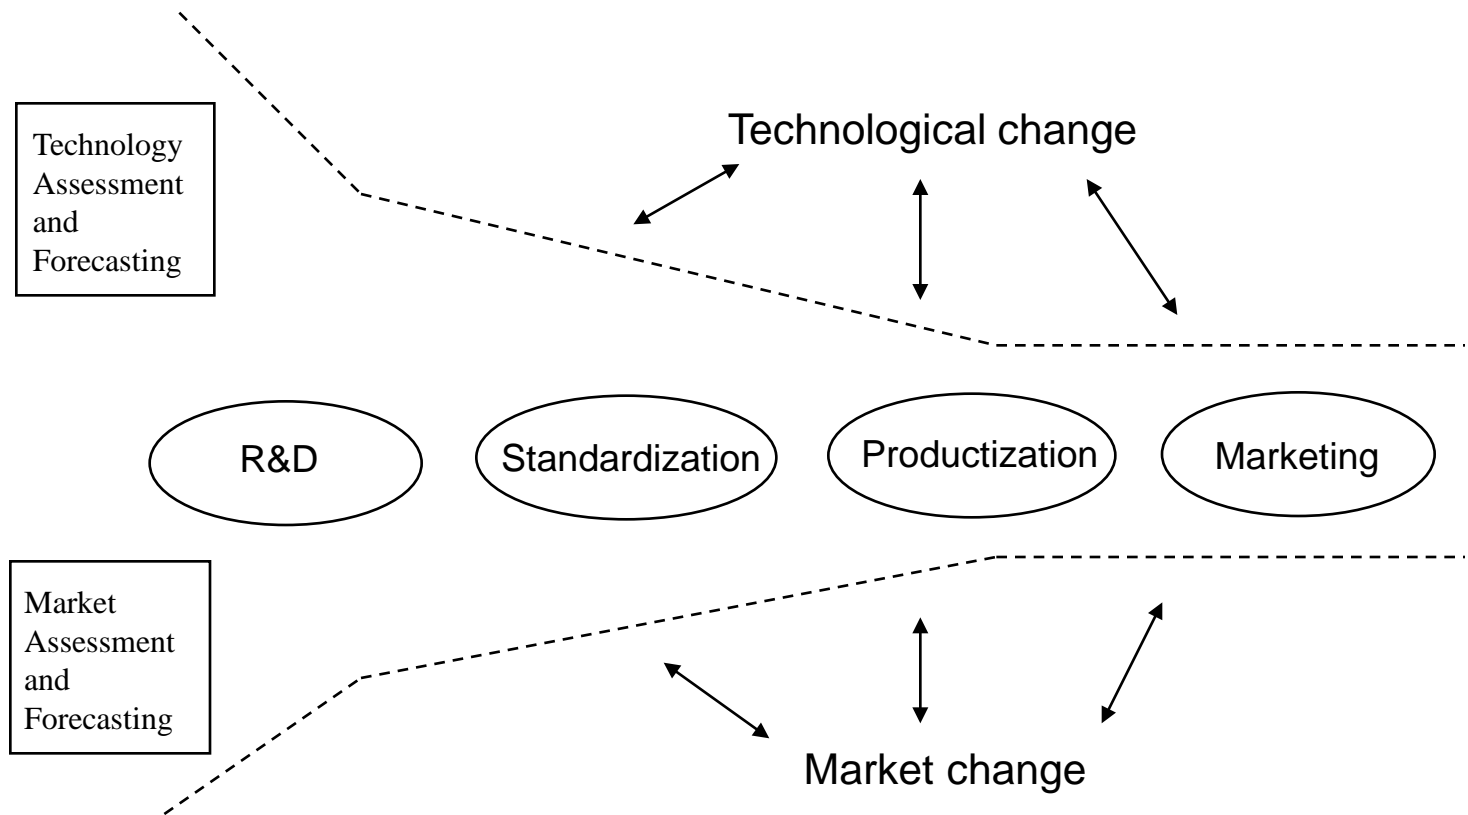 Technological change
Technology
Assessment
and
Forecasting
R&D
Standardization
Productization
Marketing
Market
Assessment
and
Forecasting
Market change